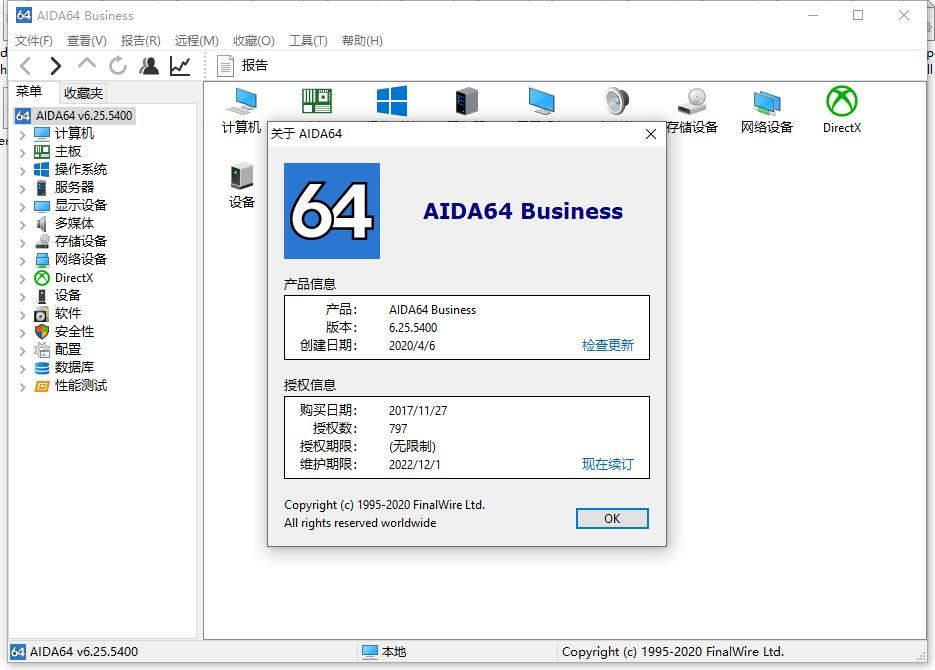 64 AIDA64 Business
文件(F) 查看(V) 报告(R) 远程(M) 收藏(O) 工具(T) 帮助(H)
报告
菜单 收藏夹
64 AIDA64 v6.25.5400
计算机
主板
操作系统
服务器
显示设备
多媒体
存储设备
网络设备
DirectX
设备
软件
安全性
配置
数据库
性能测试
计算机
存储设备
网络设备
DirectX
设备
关于 AIDA64
64
AIDA64 Business
产品信息
产品: AIDA64 Business
版本: 6.25.5400
创建日期: 2020/4/6 检查更新
授权信息
购买日期: 2017/11/27
授权数: 797
授权期限: (无限制)
维护期限: 2022/12/1 现在续订
Copyright (c) 1995-2020 FinalWire Ltd.
All rights reserved worldwide
OK
64 AIDA64 v6.25.5400 本地 Copyright (c) 1995-2020 FinalWire Ltd.